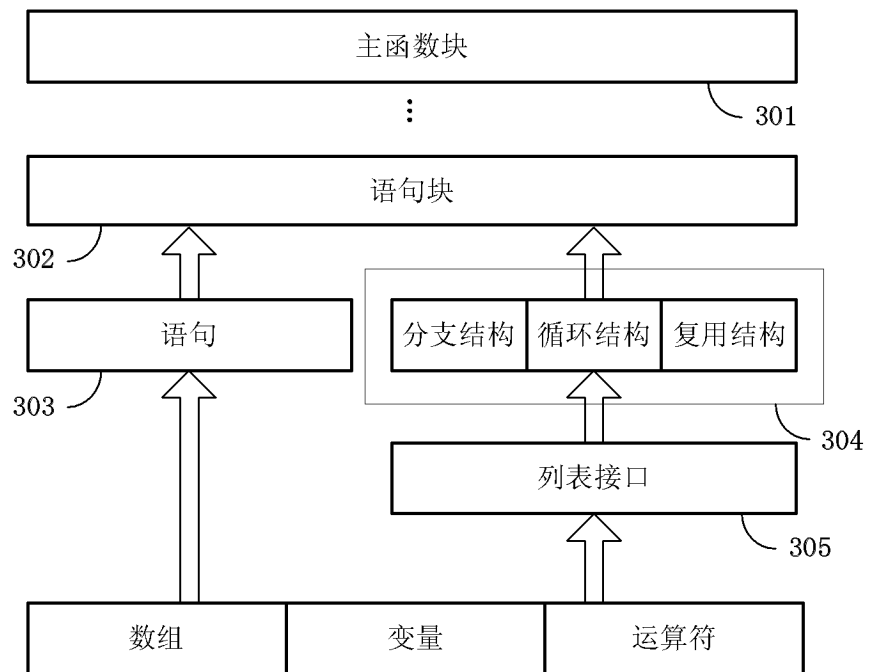 主函数块
301
⋮
语句块
302
语句
分支结构 循环结构 复用结构
303
304
列表接口
305
数组 变量 运算符